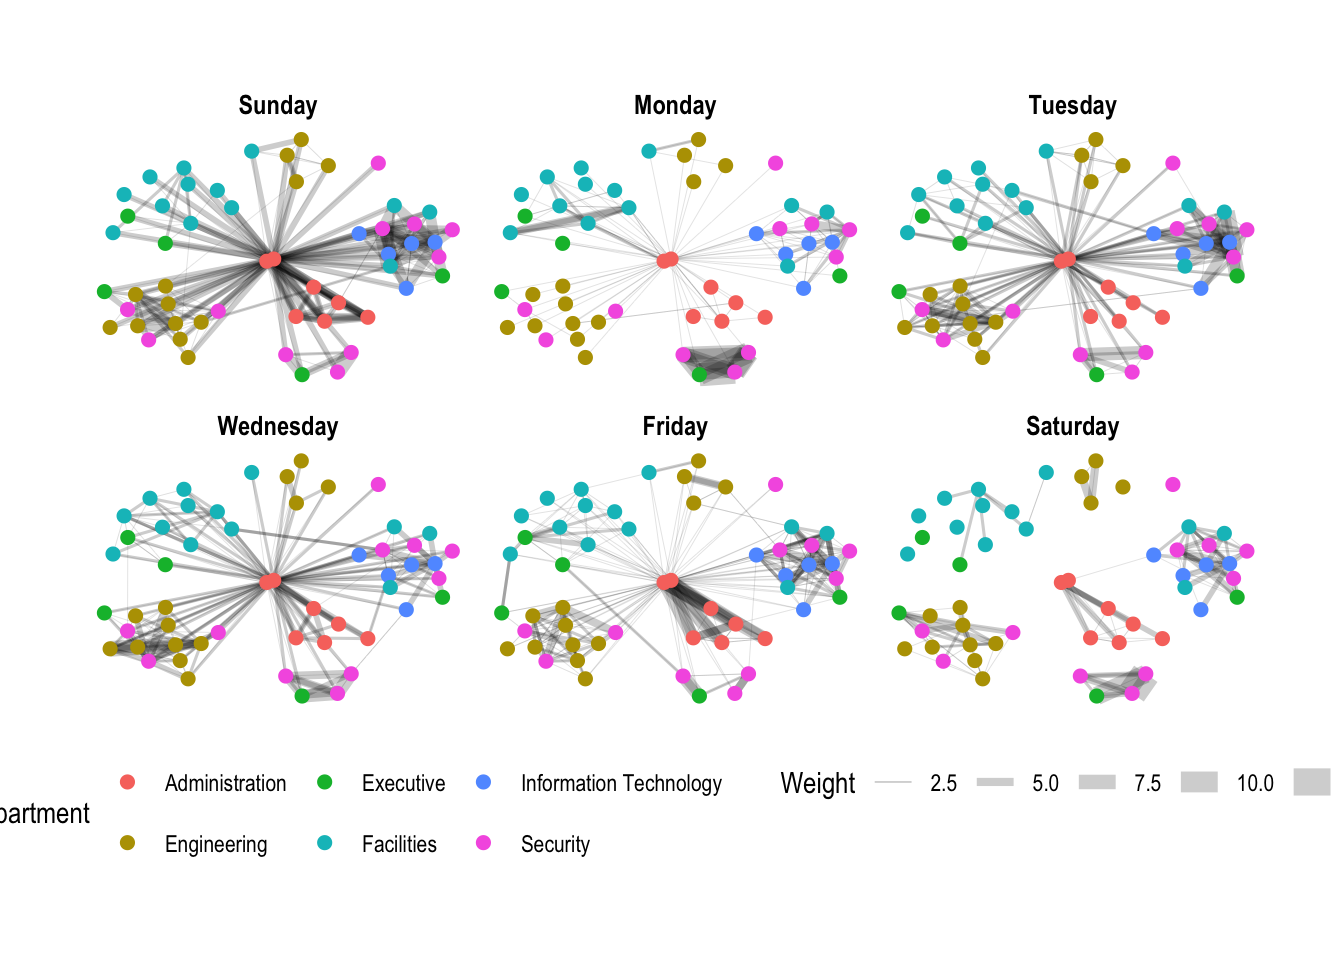 Sunday Monday Tuesday
Wednesday Friday Saturday
Administration Executive Information Technology Weight 2.5 5.0 7.5 10.0
partment
Engineering Facilities Security